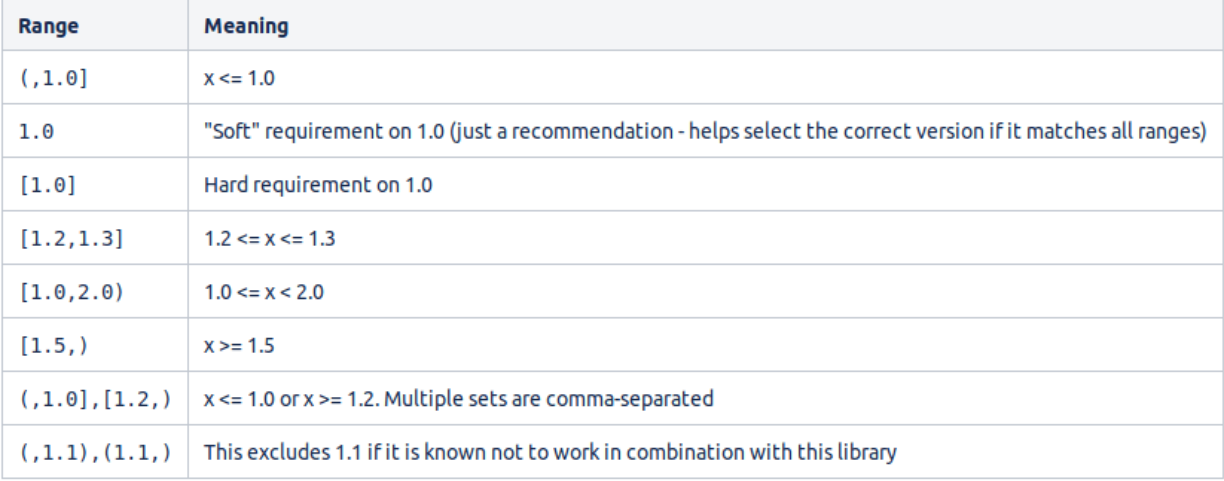 Range Meaning
(,1.0] x <= 1.0
1.0 "Soft" requirement on 1.0 (just a recommendation - helps select the correct version if it matches all ranges)
[1.0] Hard requirement on 1.0
[1.2,1.3] 1.2 <= x <= 1.3
[1.0,2.0) 1.0 <= x < 2.0
[1.5,) x >= 1.5
(,1.0],[1.2,) x <= 1.0 or x >= 1.2. Multiple sets are comma-separated
(,1.1),(1.1,) This excludes 1.1 if it is known not to work in combination with this library